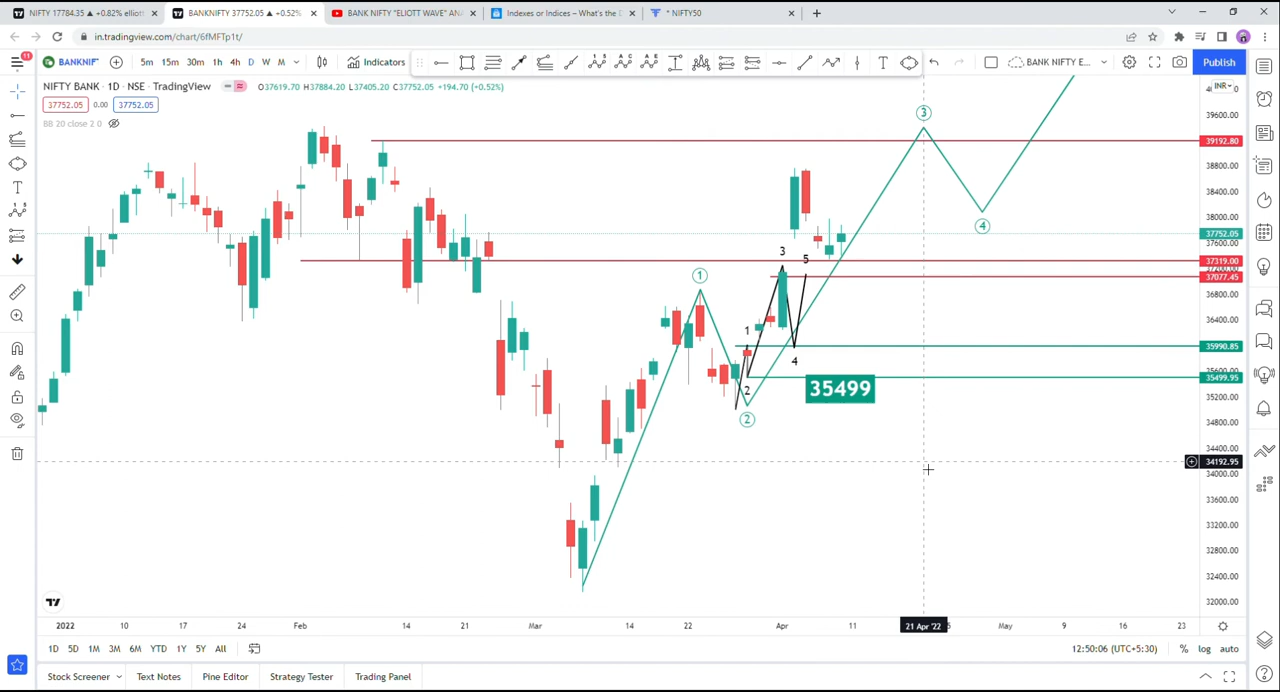 NIFTY 17784.35 ▲ +0.82% elliot
BANKNIFTY 37752.05 ▲ +0.52%
BANK NIFTY "ELIOTT WAVE" AN
Indexes or Indices – What's the D
* NIFTY50
in.tradingview.com/chart/6fMFTp1t/
11
BANKNIF
5m 15m 30m 1h 4h D W M
Indicators
BANK NIFTY E...
Publish
NIFTY BANK · 1D · NSE · TradingView
O37619.70 H37884.20 L37405.20 C37752.05 +194.70 (+0.52%)
INR
37752.05 0.00 37752.05
BB 20 close 2 0
39600.00
3
39192.80
38800.00
38400.00
38000.00
4
37752.05
37600.00
3
5
37319.00
37200.00
1
37077.45
36800.00
36400.00
1
35990.85
4
35600.00
35499.95
2
35499
35200.00
2
34800.00
34400.00
34192.95
34000.00
33600.00
33200.00
32800.00
32400.00
32000.00
2022 10 17 24 Feb 14 21 Mar 14 22 Apr 11 21 Apr '22 May 9 16 23
1D 5D 1M 3M 6M YTD 1Y 5Y All
12:50:06 (UTC+5:30) % log auto
Stock Screener Text Notes Pine Editor Strategy Tester Trading Panel